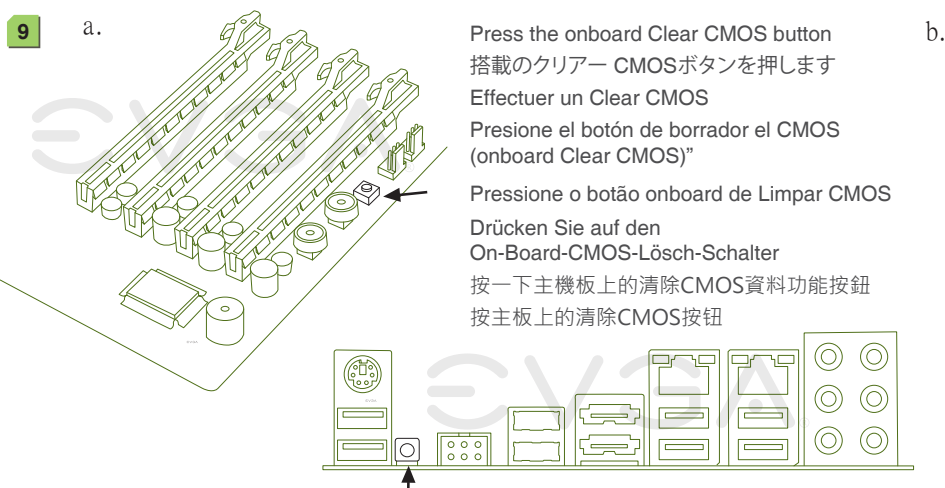 9
a.
b.
Press the onboard Clear CMOS button
搭載のクリアー CMOSボタンを押します
Effectuer un Clear CMOS
Presione el botón de borrador el CMOS
(onboard Clear CMOS)”
Pressione o botão onboard de Limpar CMOS
Drücken Sie auf den
On-Board-CMOS-Lösch-Schalter
按一下主機板上的清除CMOS資料功能按鈕
按主板上的清除CMOS按钮
EVGA
EVGA